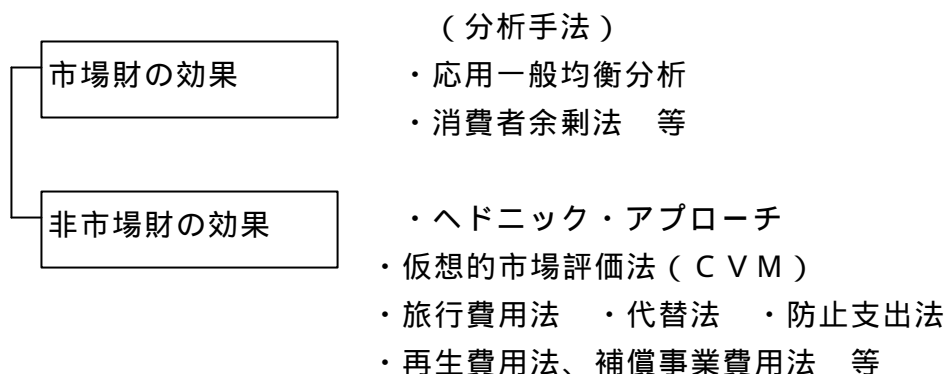 （分析手法）
市場財の効果
・応用一般均衡分析
・消費者余剰法　等
非市場財の効果
・ヘドニック・アプローチ
・仮想的市場評価法（ＣＶＭ）
・旅行費用法　・代替法　・防止支出法
・再生費用法、補償事業費用法　等